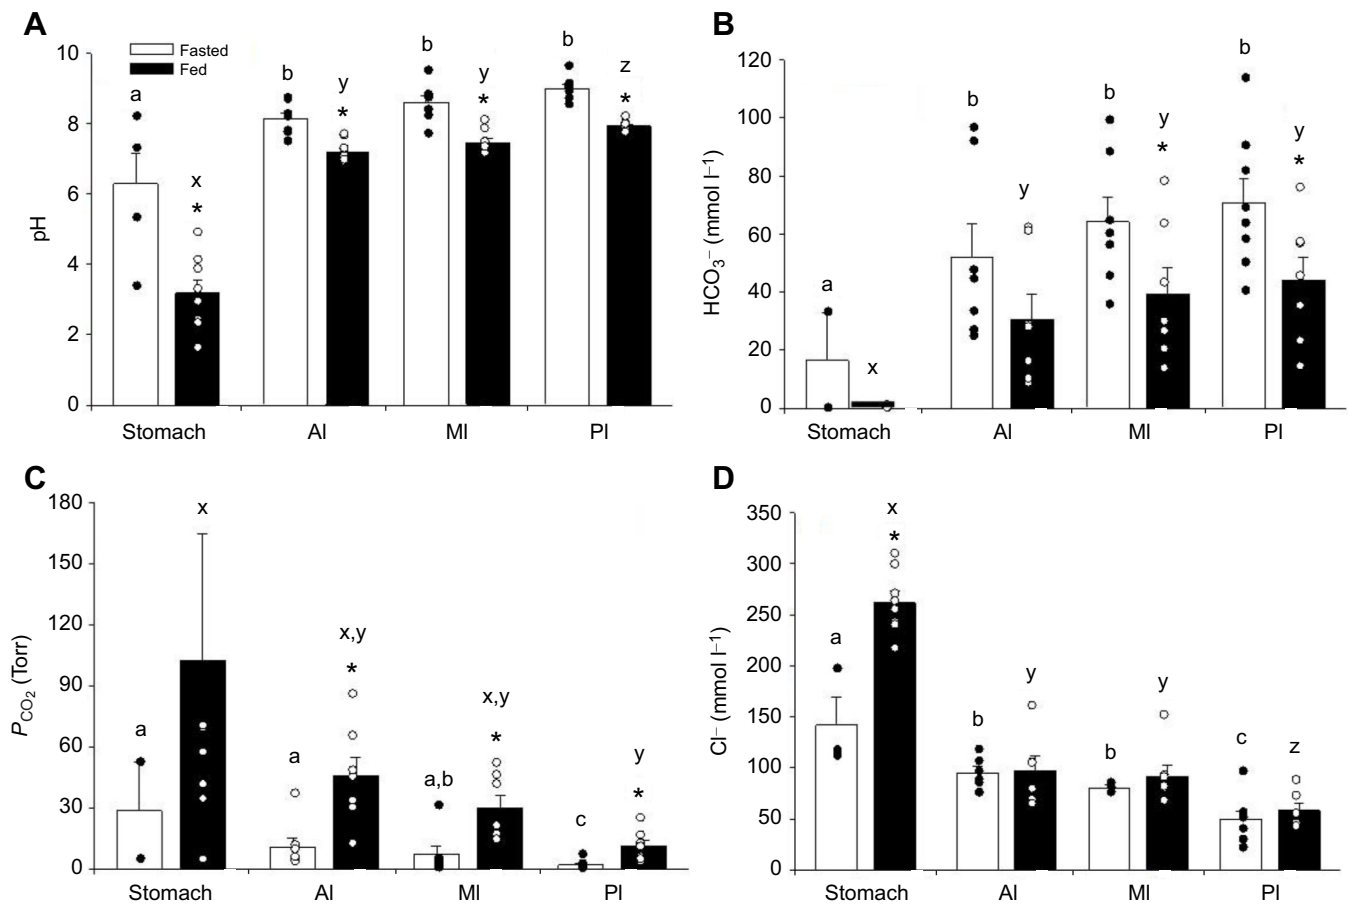 A
10
8
6
4
2
0
pH
Fasted
Fed
a
x
*
b
y
*
b
y
*
b
z
*
Stomach
AI
MI
PI
B
120
100
80
60
40
20
0
HCO₃⁻ (mmol l⁻¹)
a
x
b
y
b
y
*
b
y
*
Stomach
AI
MI
PI
C
180
150
120
90
60
30
0
PCO₂ (Torr)
a
x
a
x,y
*
a,b
x,y
*
c
y
*
Stomach
AI
MI
PI
D
350
300
250
200
150
100
50
0
Cl⁻ (mmol l⁻¹)
a
x
*
b
y
b
y
c
z
Stomach
AI
MI
PI